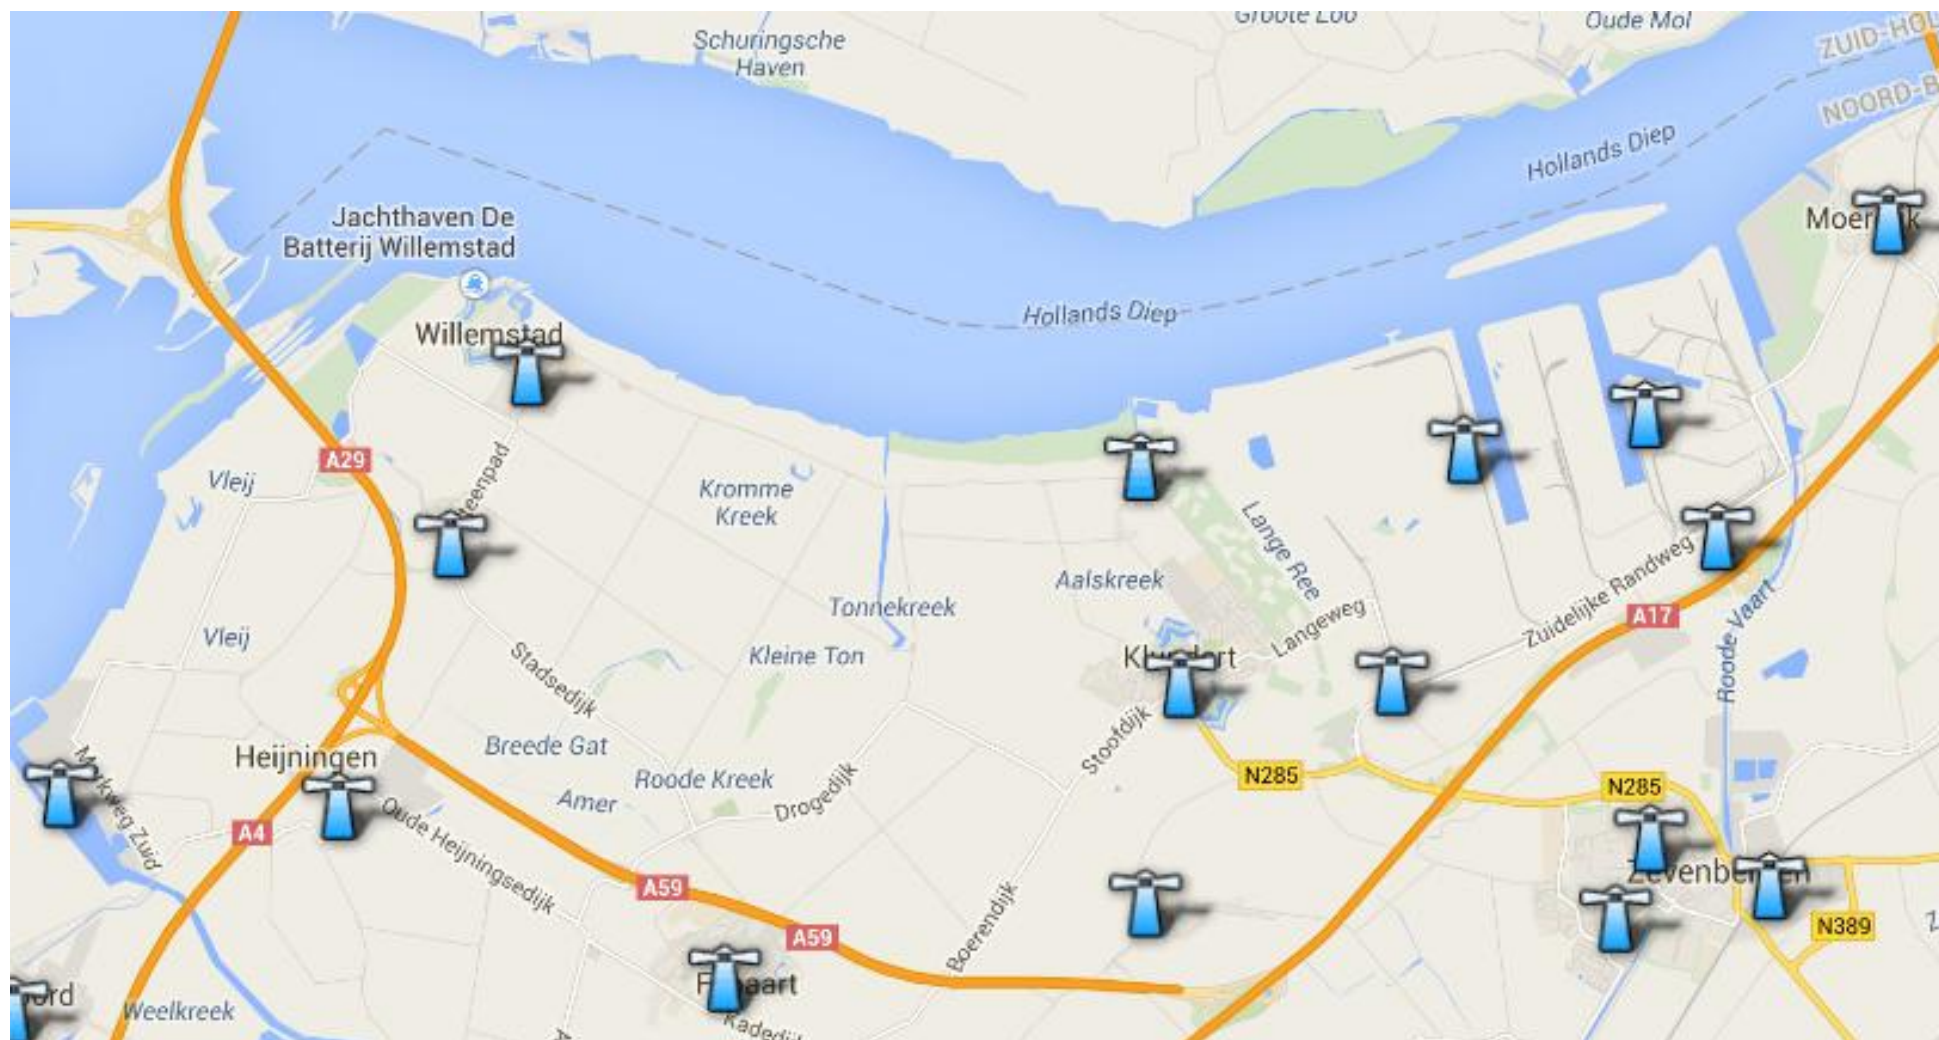 Groote Loo
Oude Mol
Schuringsche
Haven
ZUID-HOL
NOORD-B
Hollands Diep
Jachthaven De
Batterij Willemstad
Hollands Diep
Willemstad
A29
Vleij
Kromme
Kreek
Lange Ree
Aalskreek
Tonnekreek
Langeweg
Zuidelijke Randweg
A17
Roode Vaart
Vleij
Kleine Ton
Stadsedijk
Stoofdijk
Breede Gat
Heijningen
Roode Kreek
Drogedijk
Amer
N285
N285
Markweg Zuid
A4
Oude Heijningsedijk
A59
A59
Boerendijk
N389
Weelkreek